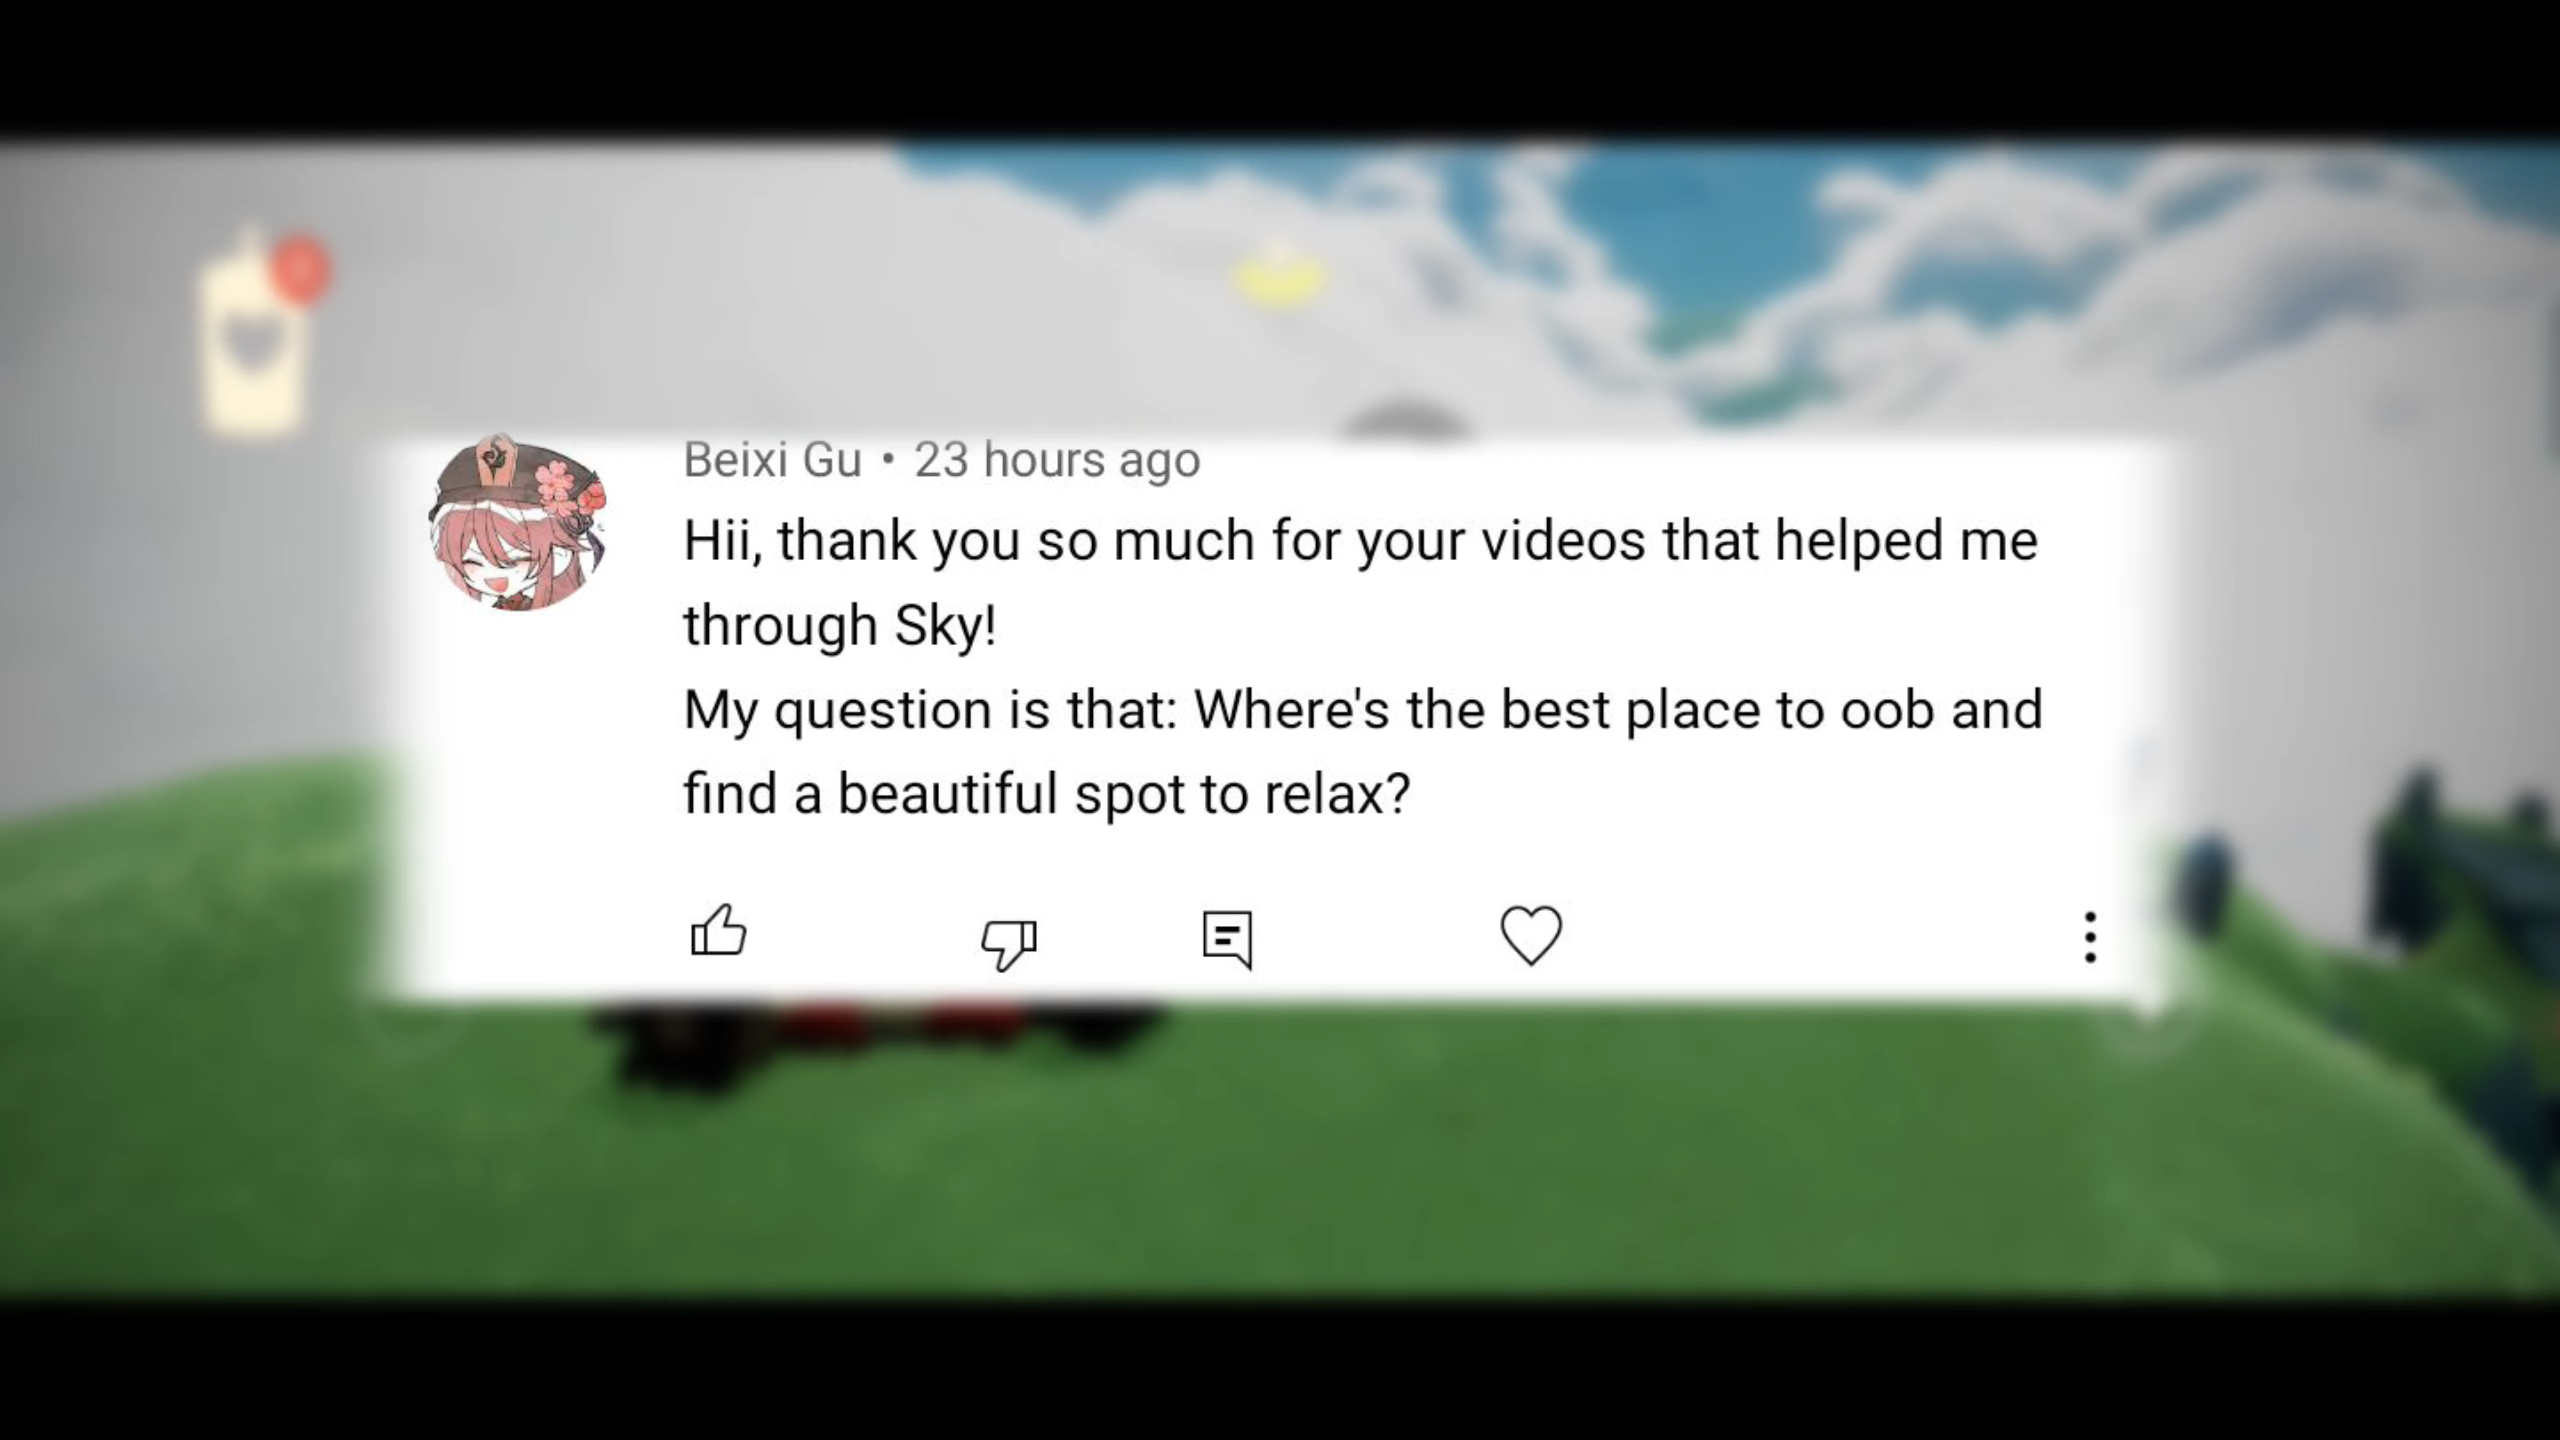 Beixi Gu • 23 hours ago
Hii, thank you so much for your videos that helped me
through Sky!
My question is that: Where's the best place to oob and
find a beautiful spot to relax?